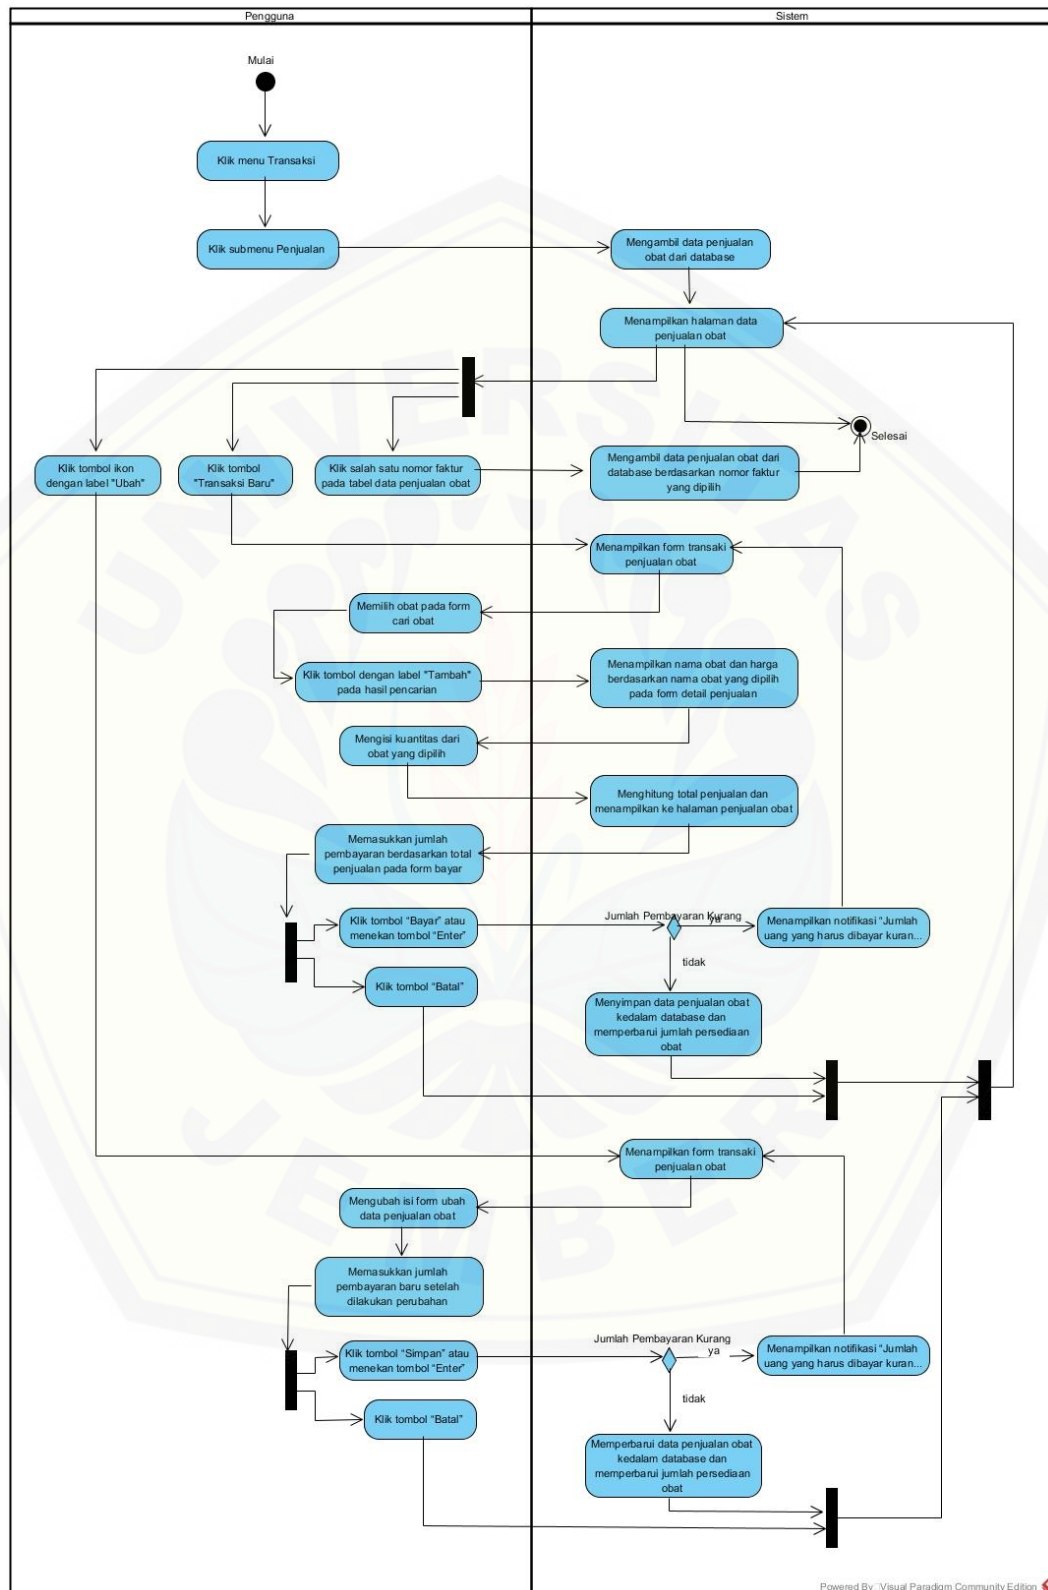 Pengguna
Sistem
Mulai
Klik menu Transaksi
Klik submenu Penjualan
Mengambil data penjualan
obat dari database
Menampilkan halaman data
penjualan obat
Selesai
Klik tombol ikon
dengan label "Ubah"
Klik tombol
"Transaksi Baru"
Klik salah satu nomor faktur
pada tabel data penjualan obat
Mengambil data penjualan obat dari
database berdasarkan nomor faktur
yang dipilih
Menampilkan form transaki
penjualan obat
Memilih obat pada form
cari obat
Klik tombol dengan label "Tambah"
pada hasil pencarian
Menampilkan nama obat dan harga
berdasarkan nama obat yang dipilih
pada form detail penjualan
Mengisi kuantitas dari
obat yang dipilih
Menghitung total penjualan dan
menampilkan ke halaman penjualan obat
Memasukkan jumlah
pembayaran berdasarkan total
penjualan pada form bayar
Klik tombol “Bayar” atau
menekan tombol “Enter”
Jumlah Pembayaran Kurang
ya
Menampilkan notifikasi “Jumlah
uang yang harus dibayar kuran...
tidak
Klik tombol “Batal”
Menyimpan data penjualan obat
kedalam database dan
memperbarui jumlah persediaan
obat
Menampilkan form transaki
penjualan obat
Mengubah isi form ubah
data penjualan obat
Memasukkan jumlah
pembayaran baru setelah
dilakukan perubahan
Klik tombol “Simpan” atau
menekan tombol “Enter”
Jumlah Pembayaran Kurang
ya
Menampilkan notifikasi “Jumlah
uang yang harus dibayar kuran...
tidak
Klik tombol “Batal”
Memperbarui data penjualan obat
kedalam database dan
memperbarui jumlah persediaan
obat
UNIVERSITAS
JEMBER
Powered By Visual Paradigm Community Edition